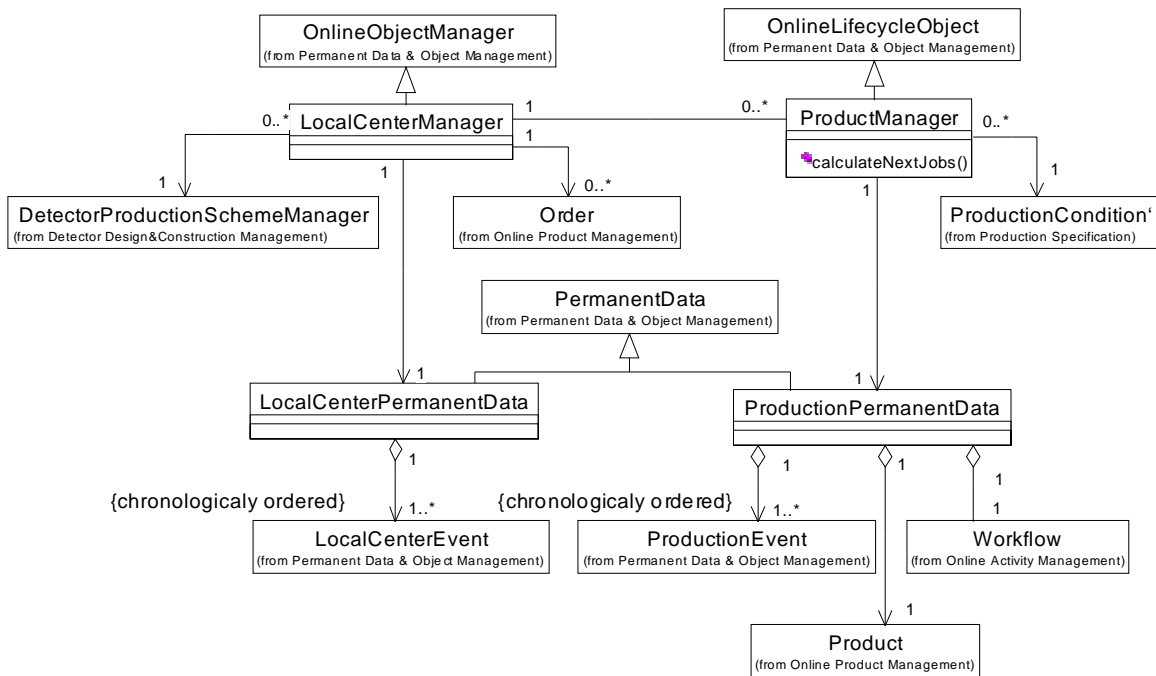 OnlineObjectManager
(from Permanent Data & Object Management)
OnlineLifecycleObject
(from Permanent Data & Object Management)
LocalCenterManager
1
0..*
ProductManager
calculateNextJobs()
0..*
1
1
0..*
1
1
0..*
1
1
DetectorProductionSchemeManager
(from Detector Design&Construction Management)
Order
(from Online Product Management)
ProductionCondition‘
(from Production Specification)
PermanentData
(from Permanent Data & Object Management)
1
1
LocalCenterPermanentData
ProductionPermanentData
1
1
1
1
{chronologicaly ordered}
1..*
{chronologicaly ordered}
1..*
1
LocalCenterEvent
(from Permanent Data & Object Management)
ProductionEvent
(from Permanent Data & Object Management)
Workflow
(from Online Activity Management)
1
Product
(from Online Product Management)